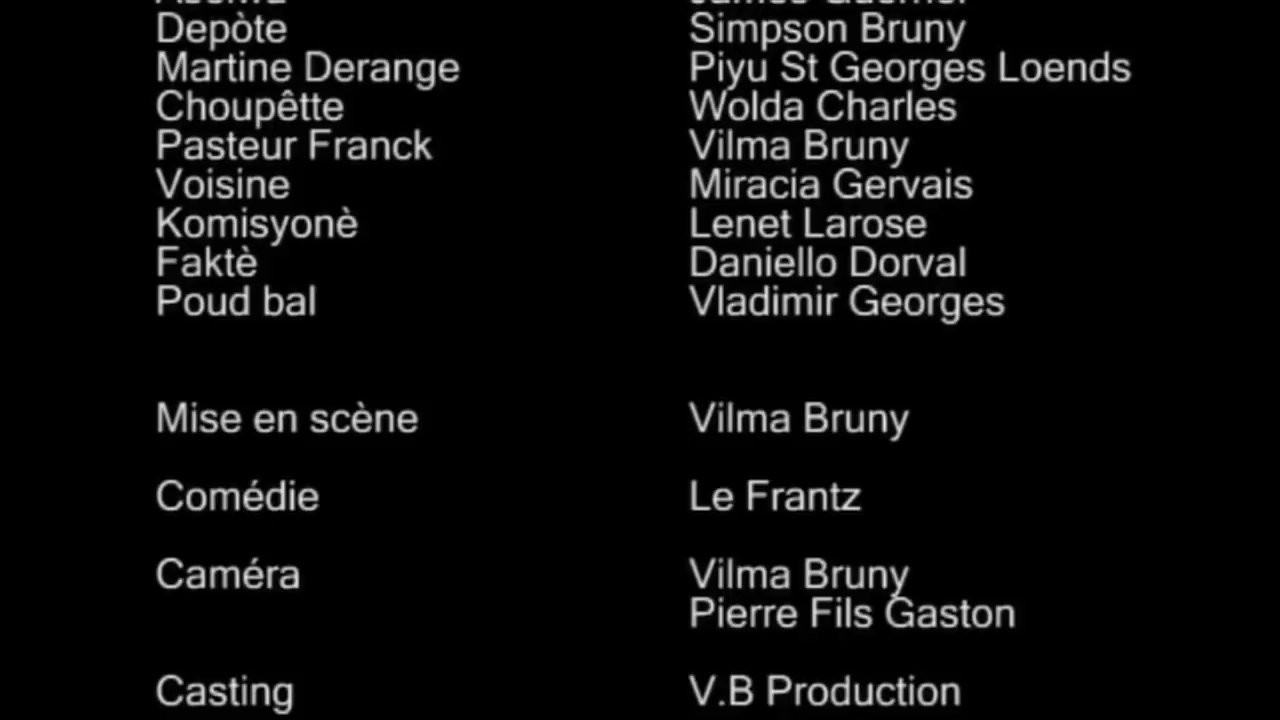 Depòte Simpson Bruny
Martine Derange Piyu St Georges Loends
Choupêtte Wolda Charles
Pasteur Franck Vilma Bruny
Voisine Miracia Gervais
Komisyonè Lenet Larose
Faktè Daniello Dorval
Poud bal Vladimir Georges
Mise en scène Vilma Bruny
Comédie Le Frantz
Caméra Vilma Bruny
Pierre Fils Gaston
Casting V.B Production